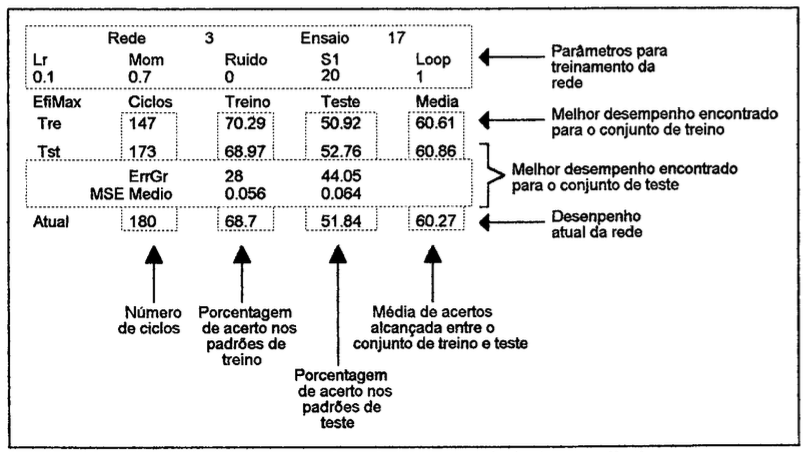 Rede 3 Ensaio 17
Lr Mom Ruido S1 Loop
0.1 0.7 0 20 1
Parâmetros para
treinamento da
rede
EfiMax Ciclos Treino Teste Media
Tre 147 70.29 50.92 60.61
Melhor desempenho encontrado
para o conjunto de treino
Tst 173 68.97 52.76 60.86
ErrGr 28 44.05
MSE Medio 0.056 0.064
Melhor desempenho encontrado
para o conjunto de teste
Atual 180 68.7 51.84 60.27
Desenpenho
atual da rede
Número
de ciclos
Porcentagem
de acerto nos
padrões de
treino
Porcentagem
de acerto nos
padrões de
teste
Média de acertos
alcançada entre o
conjunto de treino e teste